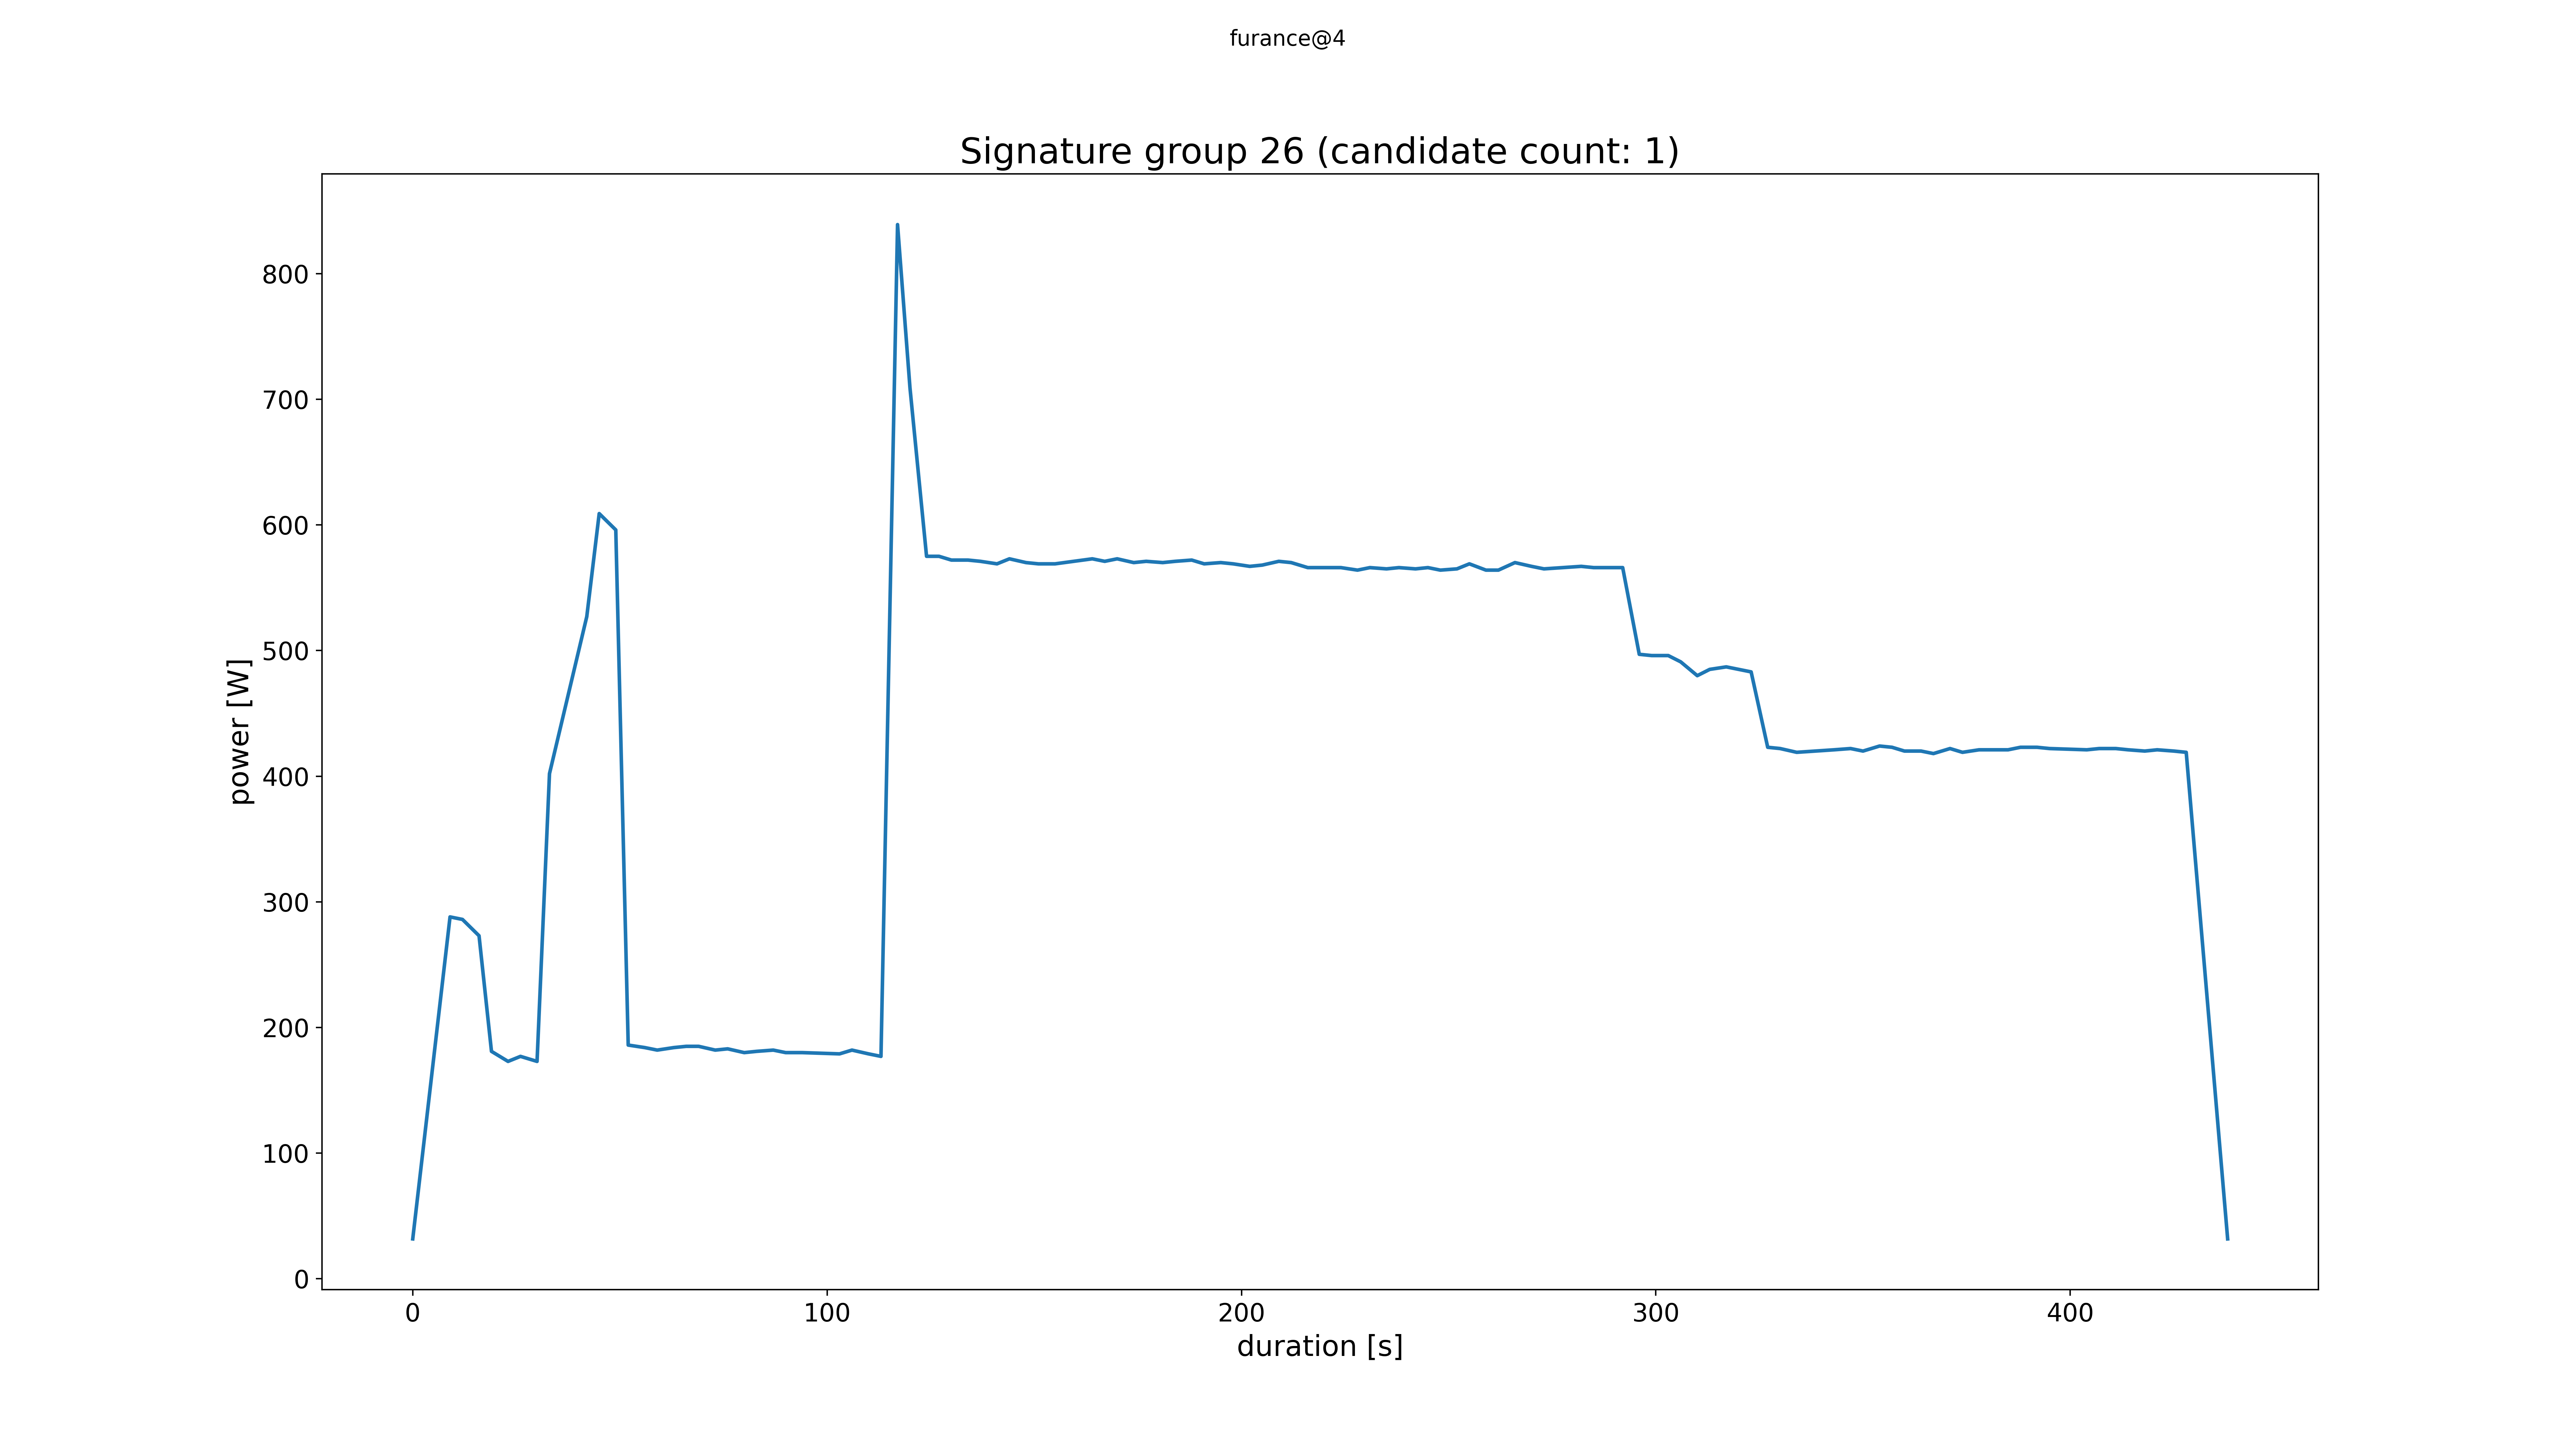 furance@4
Signature group 26 (candidate count: 1)
800
700
600
500
400
300
200
100
0
power [W]
0 100 200 300 400
duration [s]